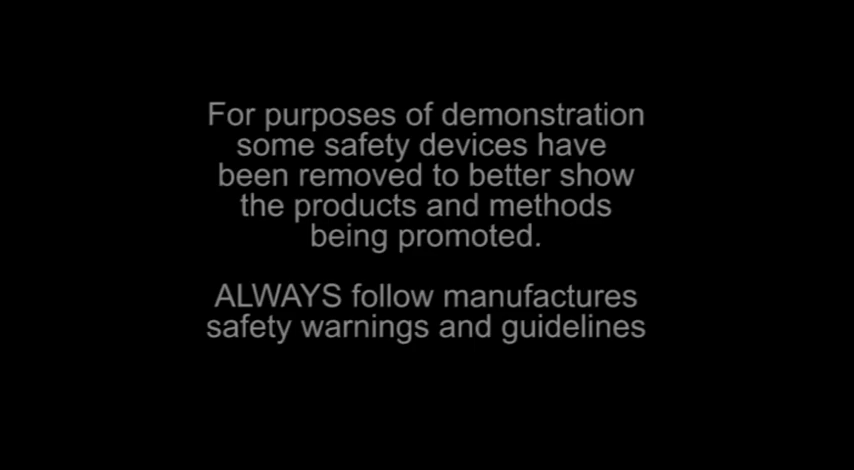 For purposes of demonstration
some safety devices have
been removed to better show
the products and methods
being promoted.
ALWAYS follow manufactures
safety warnings and guidelines